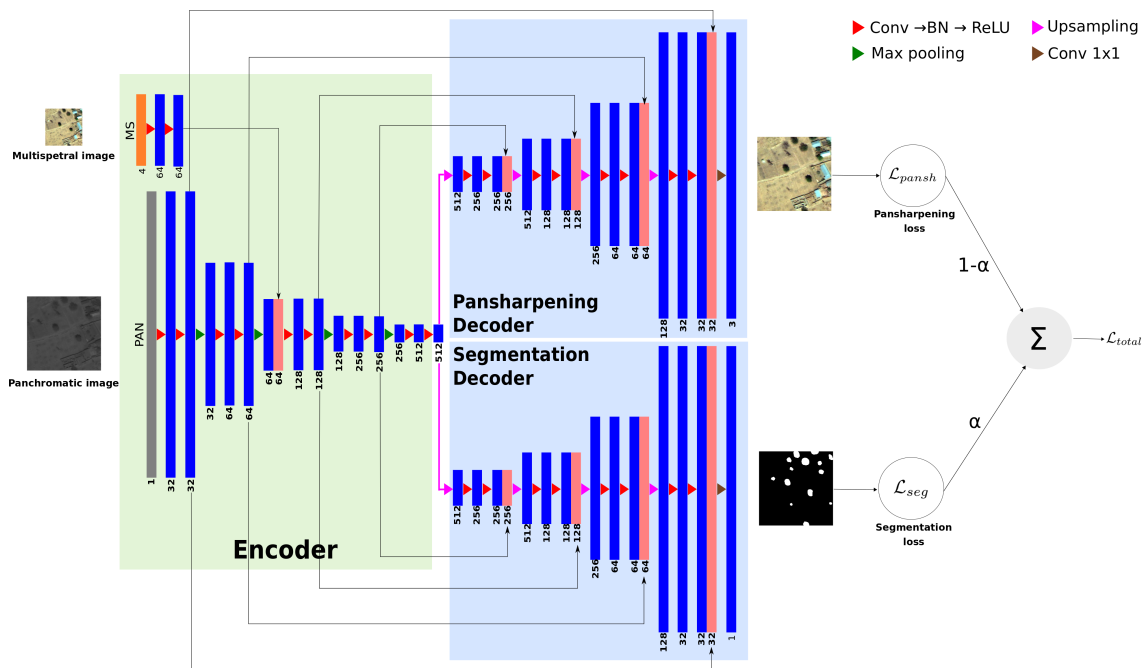 Conv →BN → ReLU
Upsampling
Max pooling
Conv 1x1
MS
4
64
64
Multispetral image
PAN
Panchromatic image
1
32
32
32
64
64
64
64
128
128
128
256
256
256
512
512
Encoder
512
256
256
256
512
128
128
128
256
64
64
64
128
32
32
32
3
Pansharpening
Decoder
Segmentation
Decoder
512
256
256
256
512
128
128
128
256
64
64
64
128
32
32
32
1
ℒpansh
Pansharpening
loss
1-α
Σ
ℒtotal
α
ℒseg
Segmentation
loss